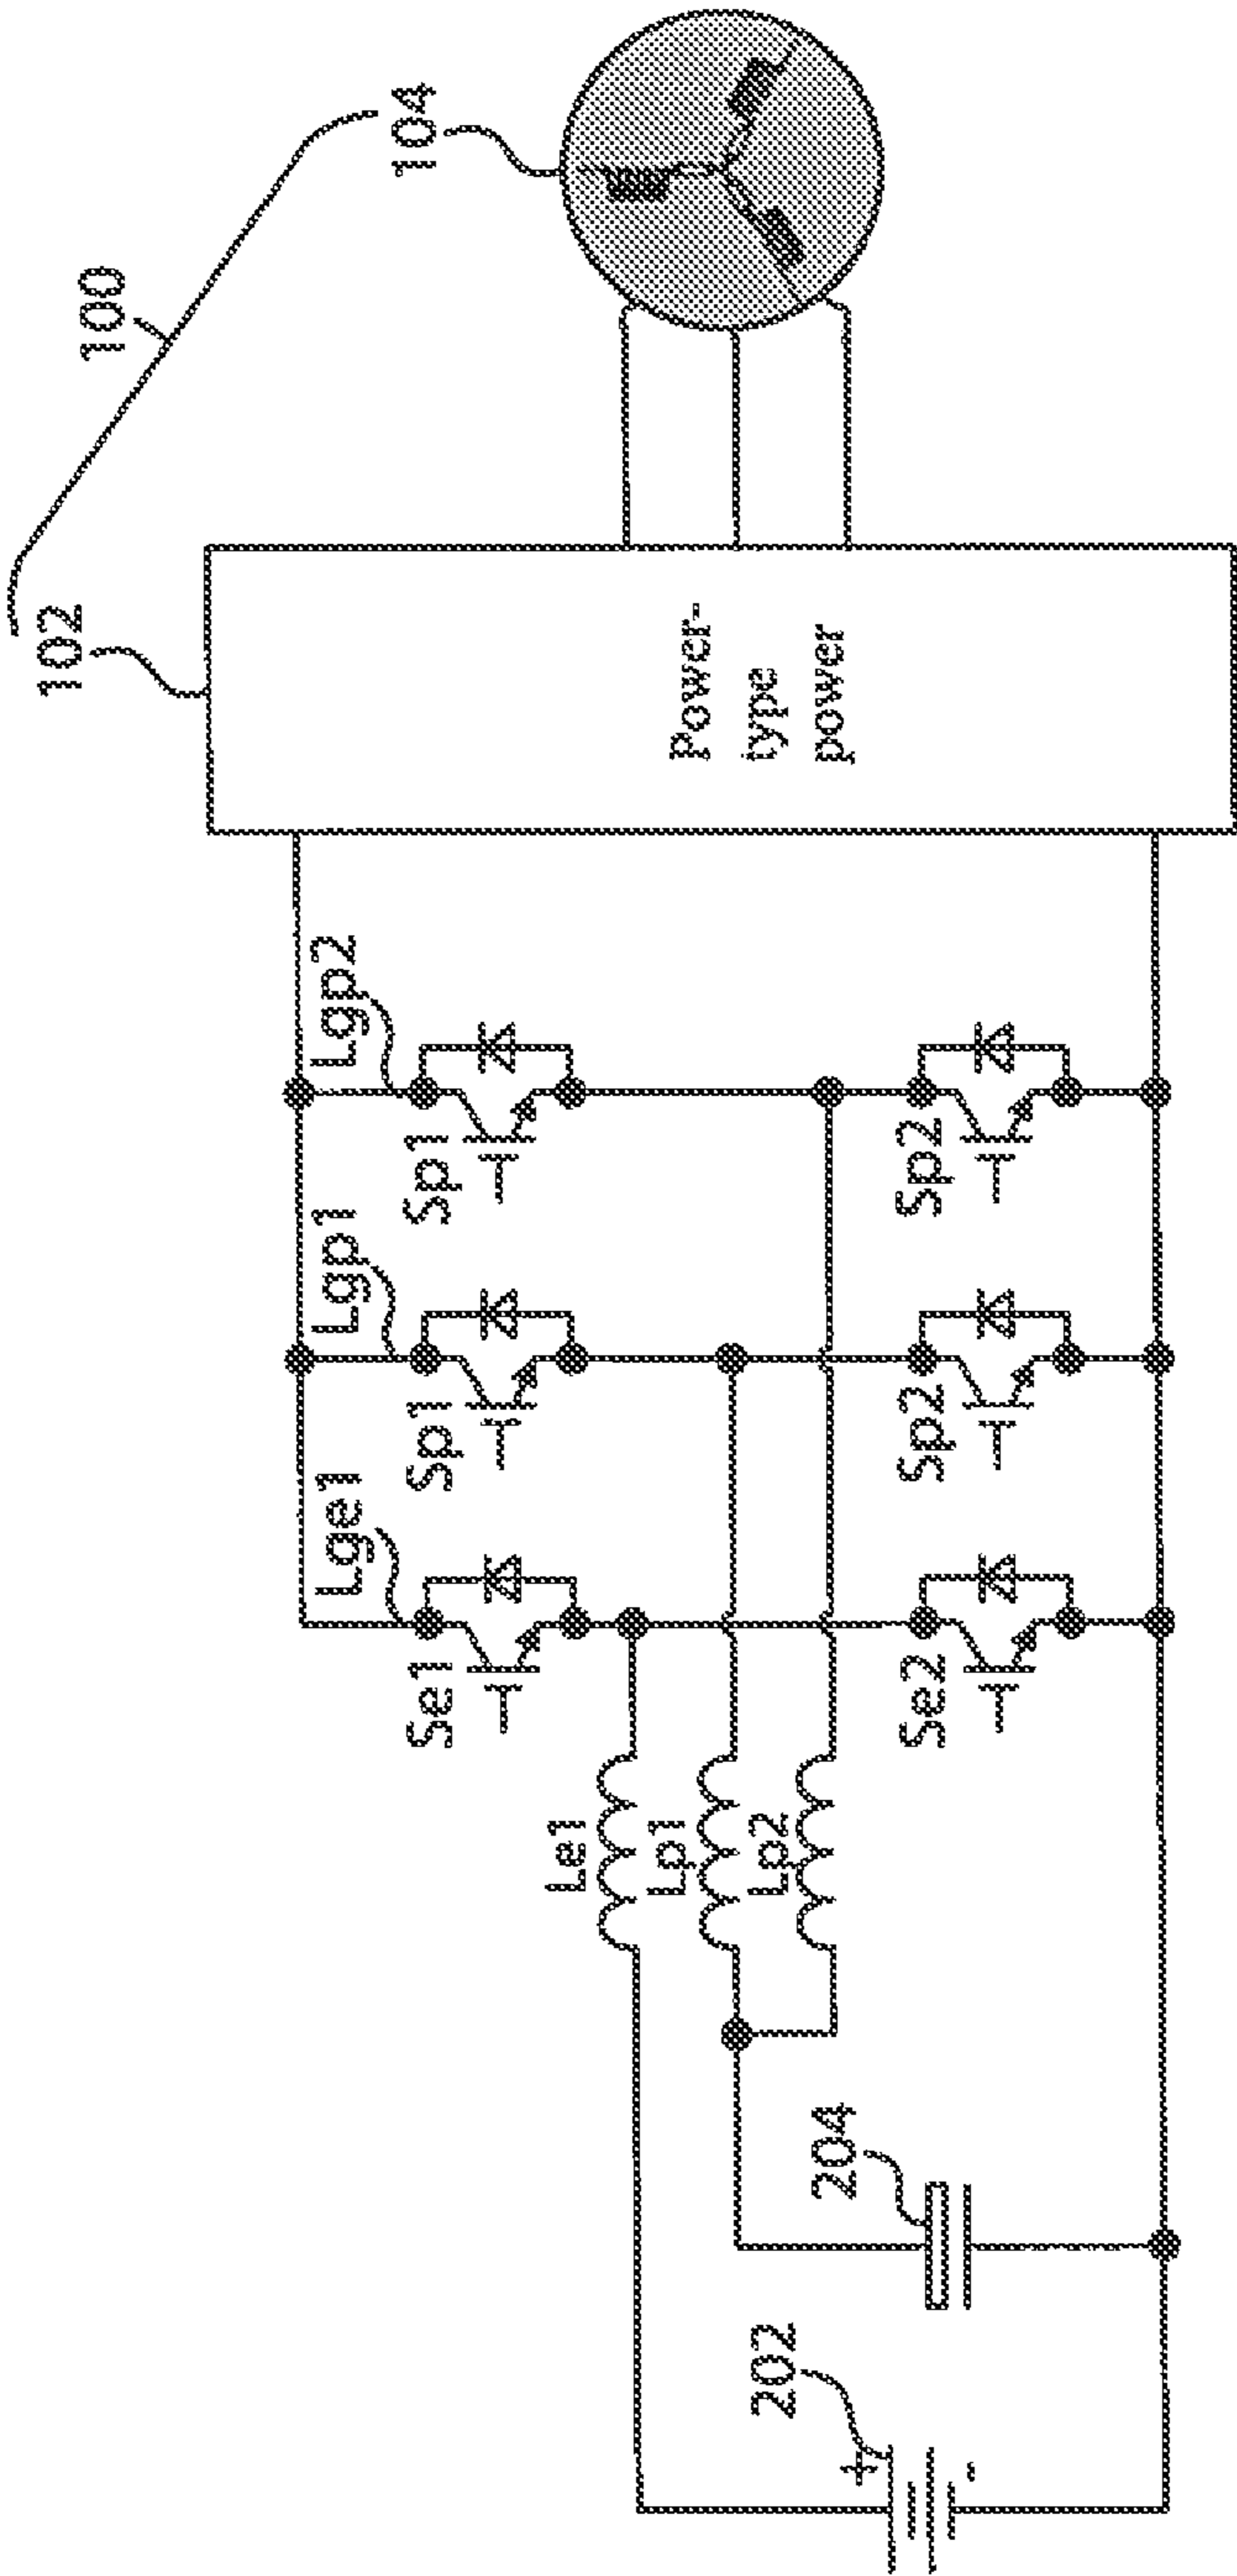 100
102
104
Power-
type
power
Lge1
Lgp1
Lgp2
Se1
Sp1
Sp1
Le1
Lp1
Lp2
Se2
Sp2
Sp2
202
+
-
204